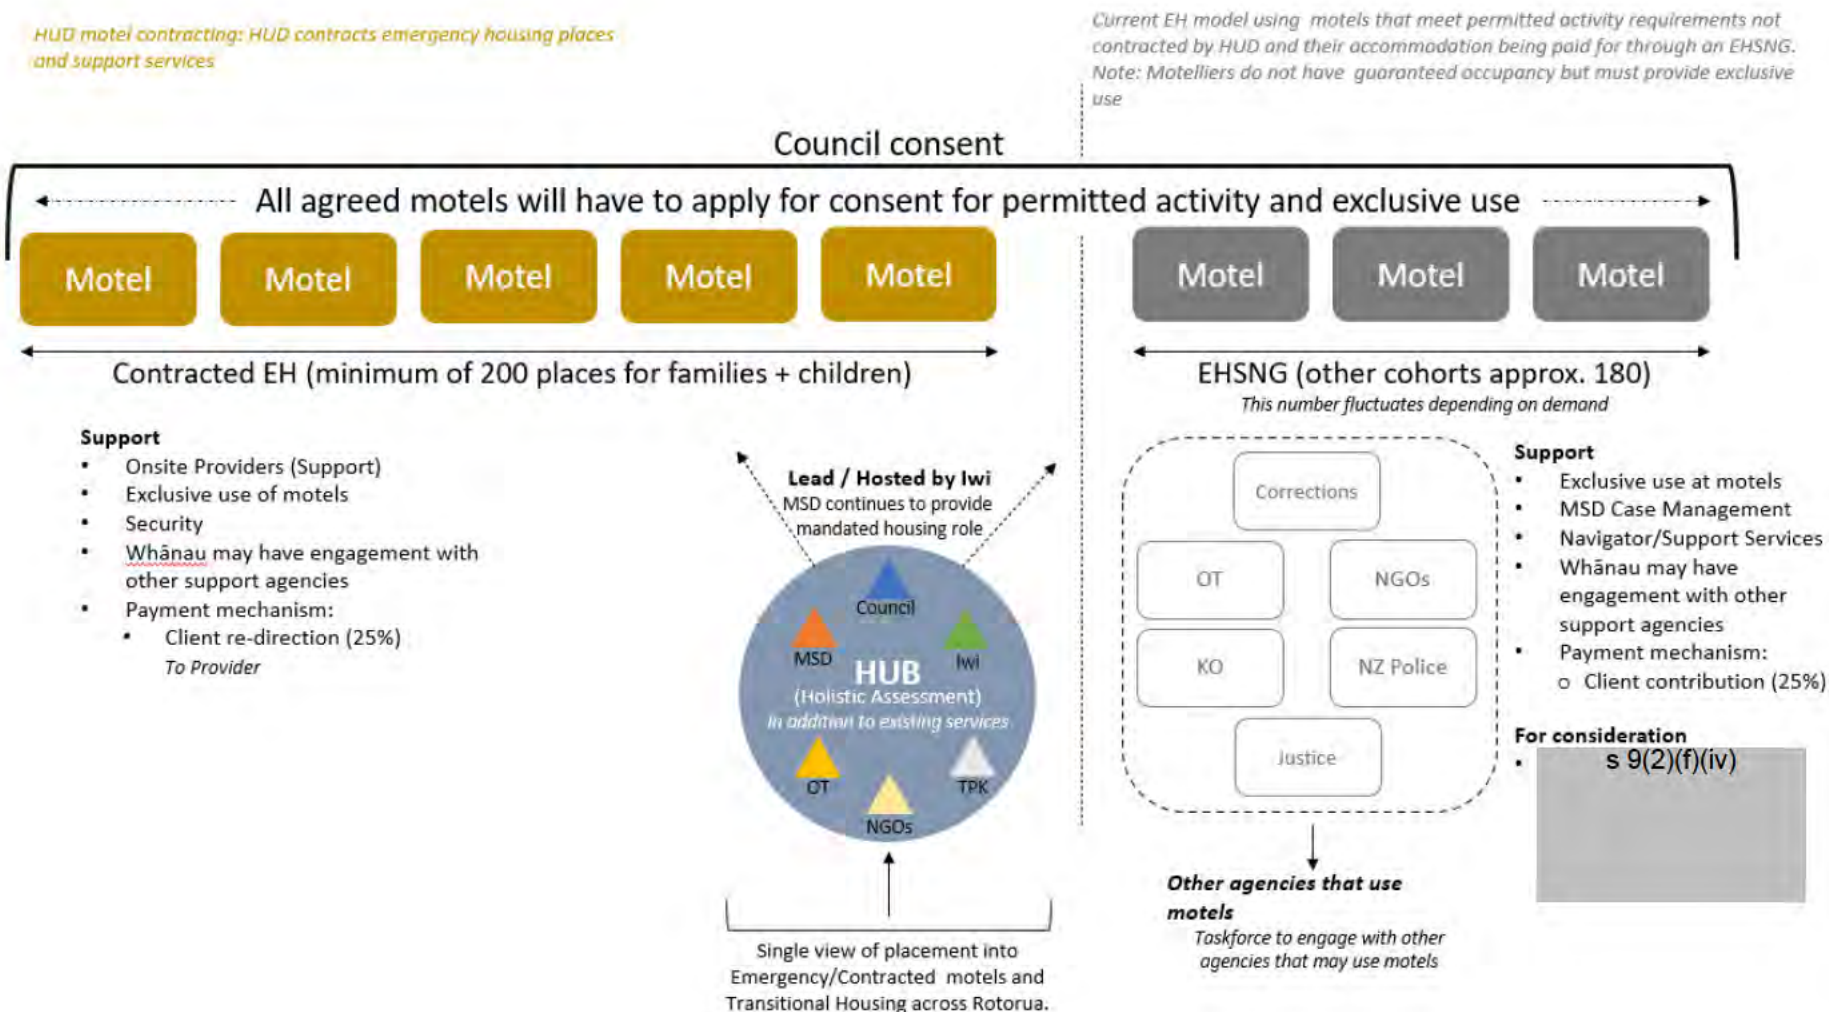 HUD motel contracting: HUD contracts emergency housing places
and support services
Current EH model using motels that meet permitted activity requirements not
contracted by HUD and their accommodation being paid for through an EHSNG.
Note: Motelliers do not have guaranteed occupancy but must provide exclusive
use
Council consent
All agreed motels will have to apply for consent for permitted activity and exclusive use
Motel
Motel
Motel
Motel
Motel
Motel
Motel
Motel
Contracted EH (minimum of 200 places for families + children)
EHSNG (other cohorts approx. 180)
This number fluctuates depending on demand
Support
• Onsite Providers (Support)
• Exclusive use of motels
• Security
• Whānau may have engagement with
other support agencies
• Payment mechanism:
• Client re-direction (25%)
To Provider
Lead / Hosted by Iwi
MSD continues to provide
mandated housing role
Council
MSD
Iwi
HUB
(Holistic Assessment)
In addition to existing services
OT
TPK
NGOs
Single view of placement into
Emergency/Contracted motels and
Transitional Housing across Rotorua.
Corrections
OT
NGOs
KO
NZ Police
Justice
Other agencies that use
motels
Taskforce to engage with other
agencies that may use motels
Support
• Exclusive use at motels
• MSD Case Management
• Navigator/Support Services
• Whānau may have
engagement with other
support agencies
• Payment mechanism:
o Client contribution (25%)
For consideration
• s 9(2)(f)(iv)